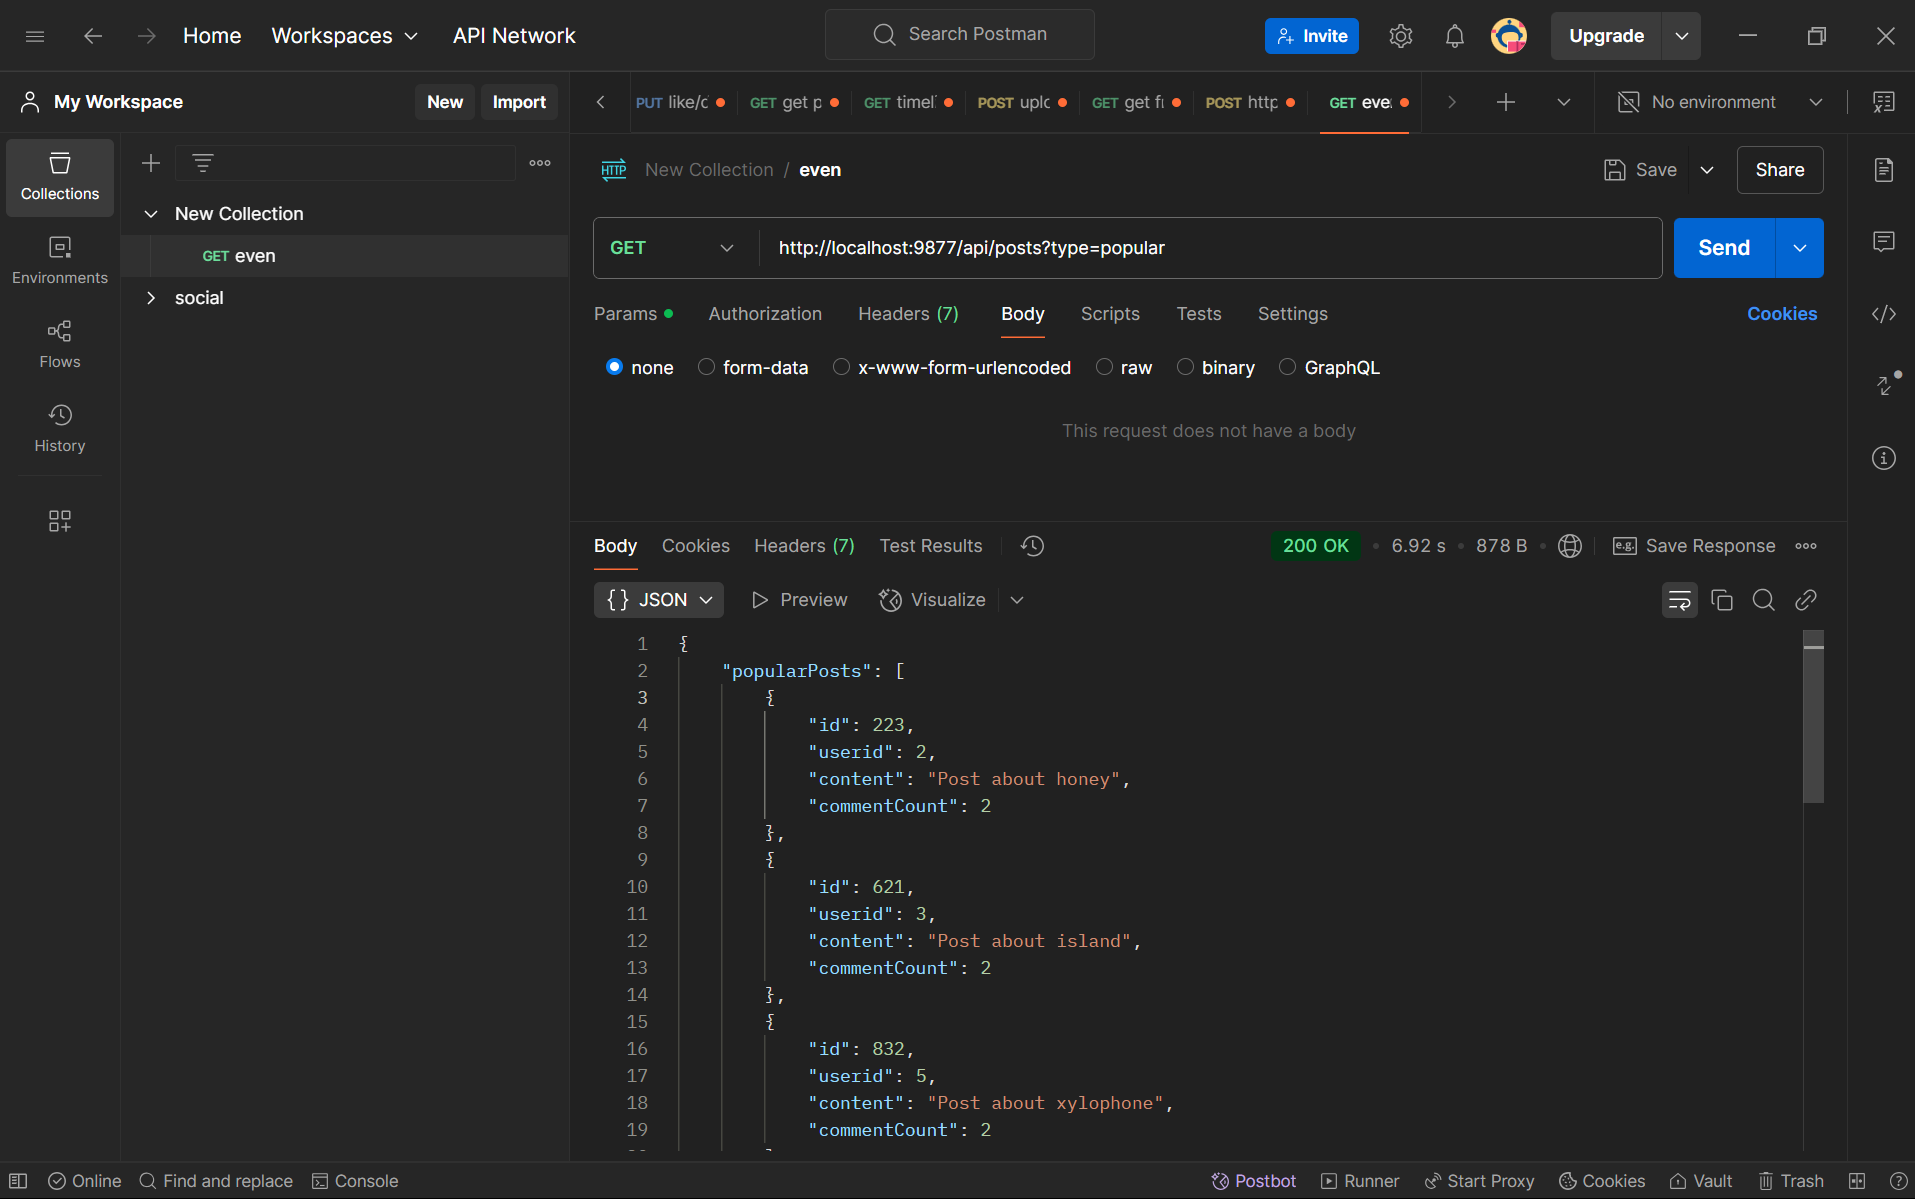 Home Workspaces API Network Search Postman Invite Upgrade
My Workspace New Import
PUT like/ GET get p GET timel POST uplo GET get f POST http GET eve No environment
Collections
Environments
Flows
History
New Collection
GET even
social
HTTP New Collection / even Save Share
GET http://localhost:9877/api/posts?type=popular Send
Params Authorization Headers (7) Body Scripts Tests Settings Cookies
none form-data x-www-form-urlencoded raw binary GraphQL
This request does not have a body
Body Cookies Headers (7) Test Results 200 OK • 6.92 s • 878 B • e.g. Save Response
{} JSON Preview Visualize
1 {
2 "popularPosts": [
3 {
4 "id": 223,
5 "userid": 2,
6 "content": "Post about honey",
7 "commentCount": 2
8 },
9 {
10 "id": 621,
11 "userid": 3,
12 "content": "Post about island",
13 "commentCount": 2
14 },
15 {
16 "id": 832,
17 "userid": 5,
18 "content": "Post about xylophone",
19 "commentCount": 2
Online Find and replace Console Postbot Runner Start Proxy Cookies Vault Trash